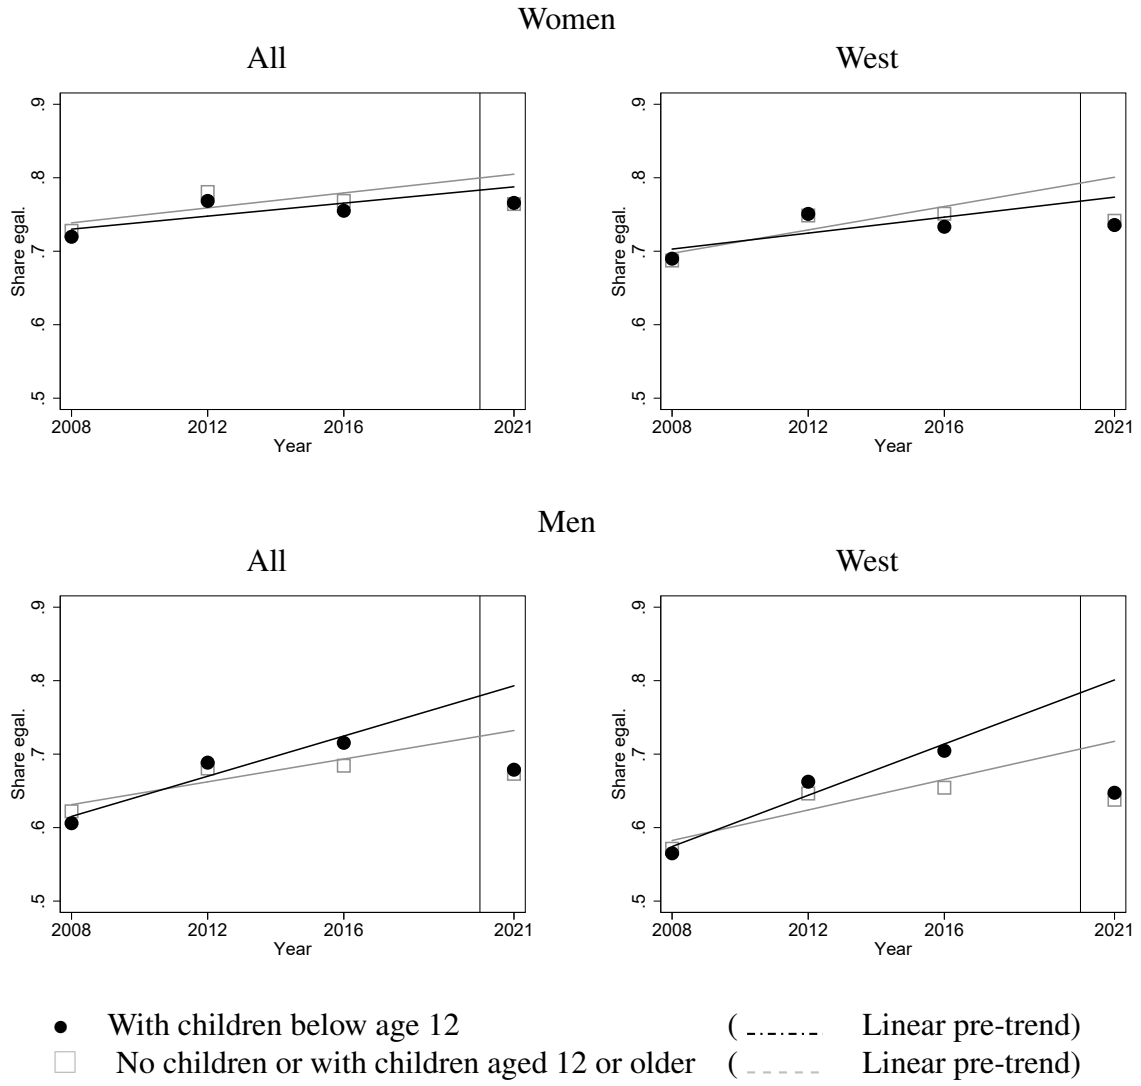 Women
All
West
.9
.8
.7
.6
.5
Share egal.
2008
2012
2016
2021
Year
.9
.8
.7
.6
.5
Share egal.
2008
2012
2016
2021
Year
Men
All
West
.9
.8
.7
.6
.5
Share egal.
2008
2012
2016
2021
Year
.9
.8
.7
.6
.5
Share egal.
2008
2012
2016
2021
Year
With children below age 12 ( Linear pre-trend)
No children or with children aged 12 or older ( Linear pre-trend)